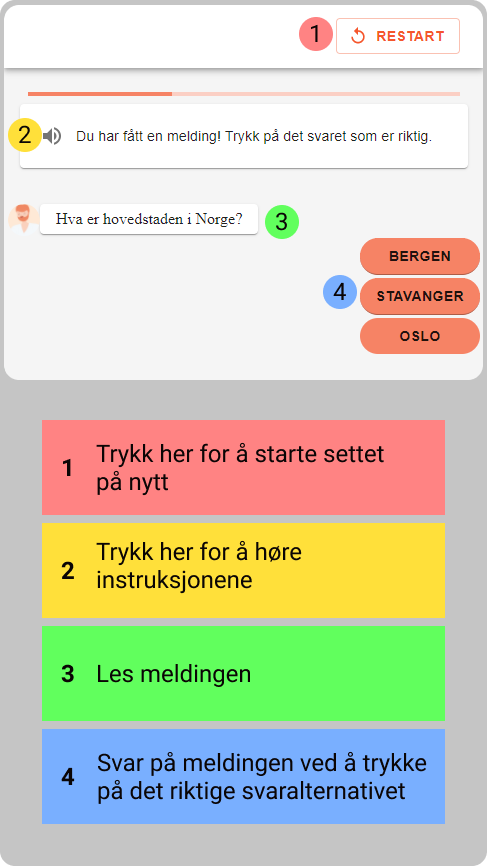 1 RESTART
2 Du har fått en melding! Trykk på det svaret som er riktig.
Hva er hovedstaden i Norge? 3
BERGEN
4 STAVANGER
OSLO
1 Trykk her for å starte settet
på nytt
2 Trykk her for å høre
instruksjonene
3 Les meldingen
4 Svar på meldingen ved å trykke
på det riktige svaralternativet